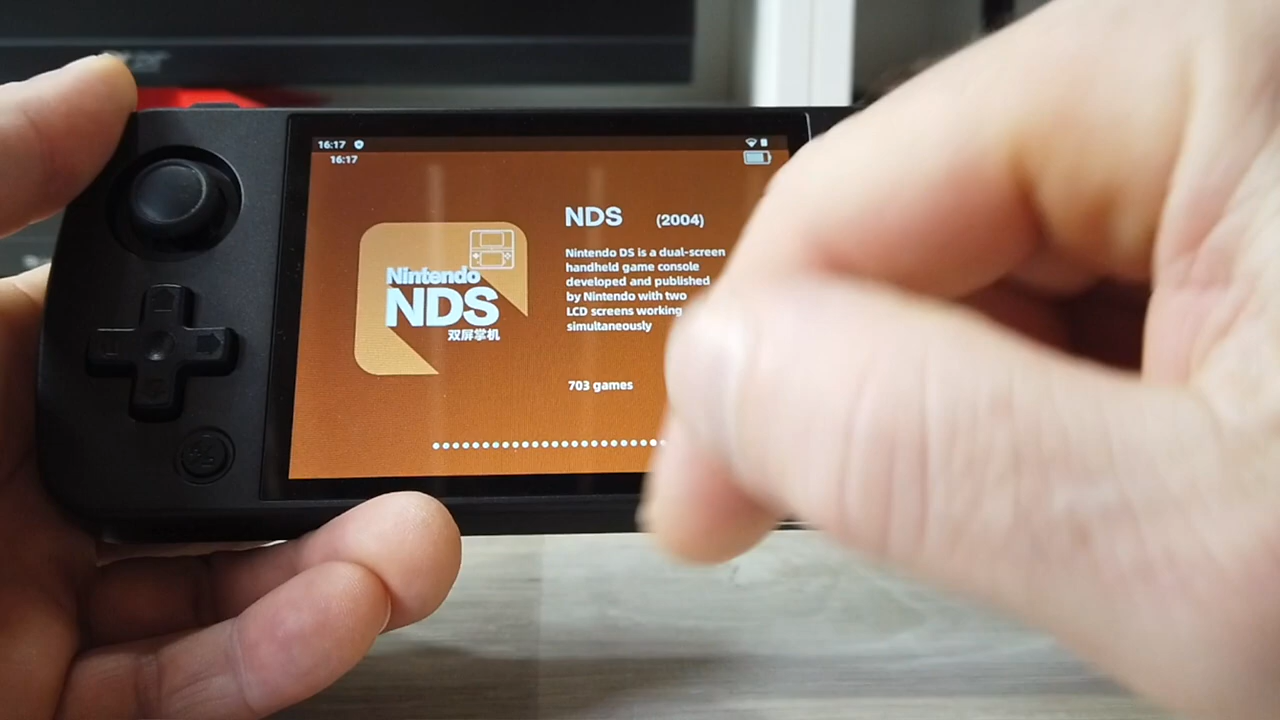 16:17
16:17
NDS (2004)
Nintendo DS is a dual-screen
handheld game console
developed and published
by Nintendo with two
LCD screens working
simultaneously
Nintendo
NDS
双屏掌机
703 games